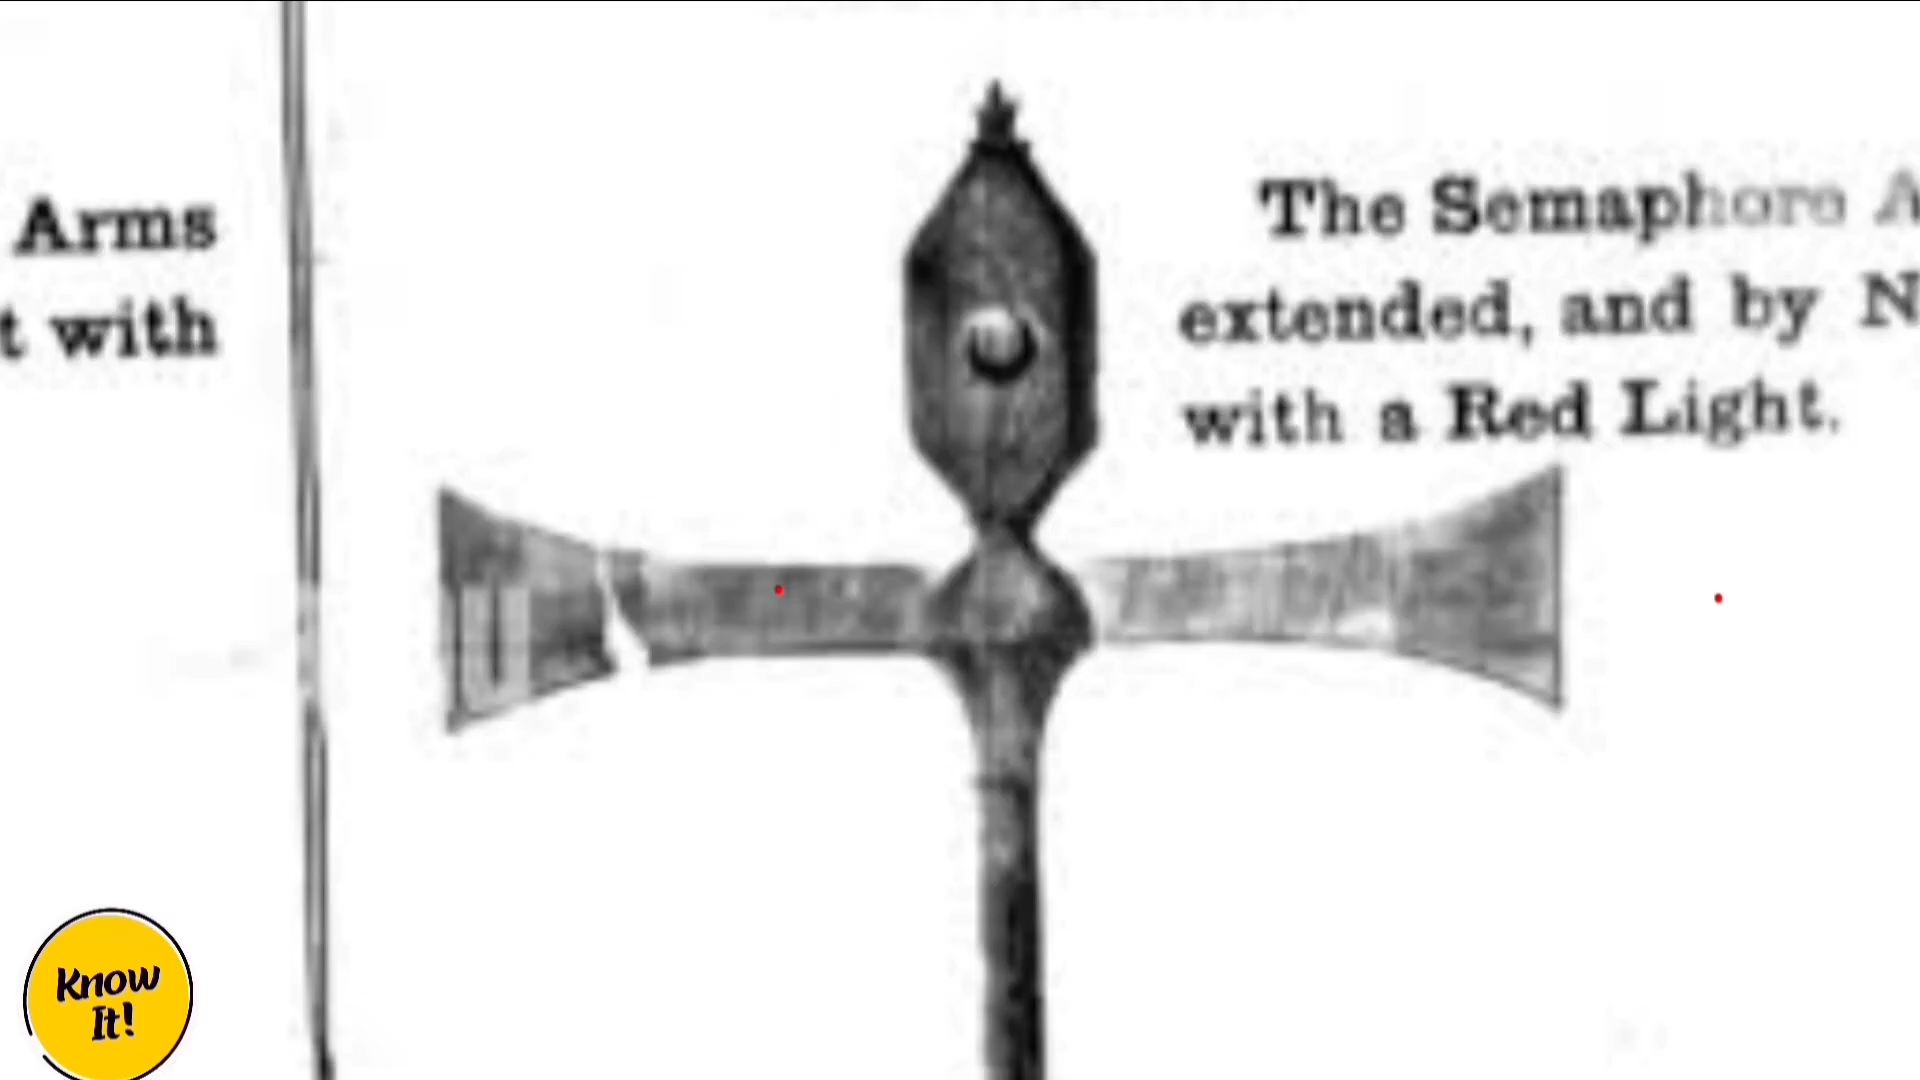 Arms
with
The Semaphore
extended, and by
with a Red Light.
Know
It!